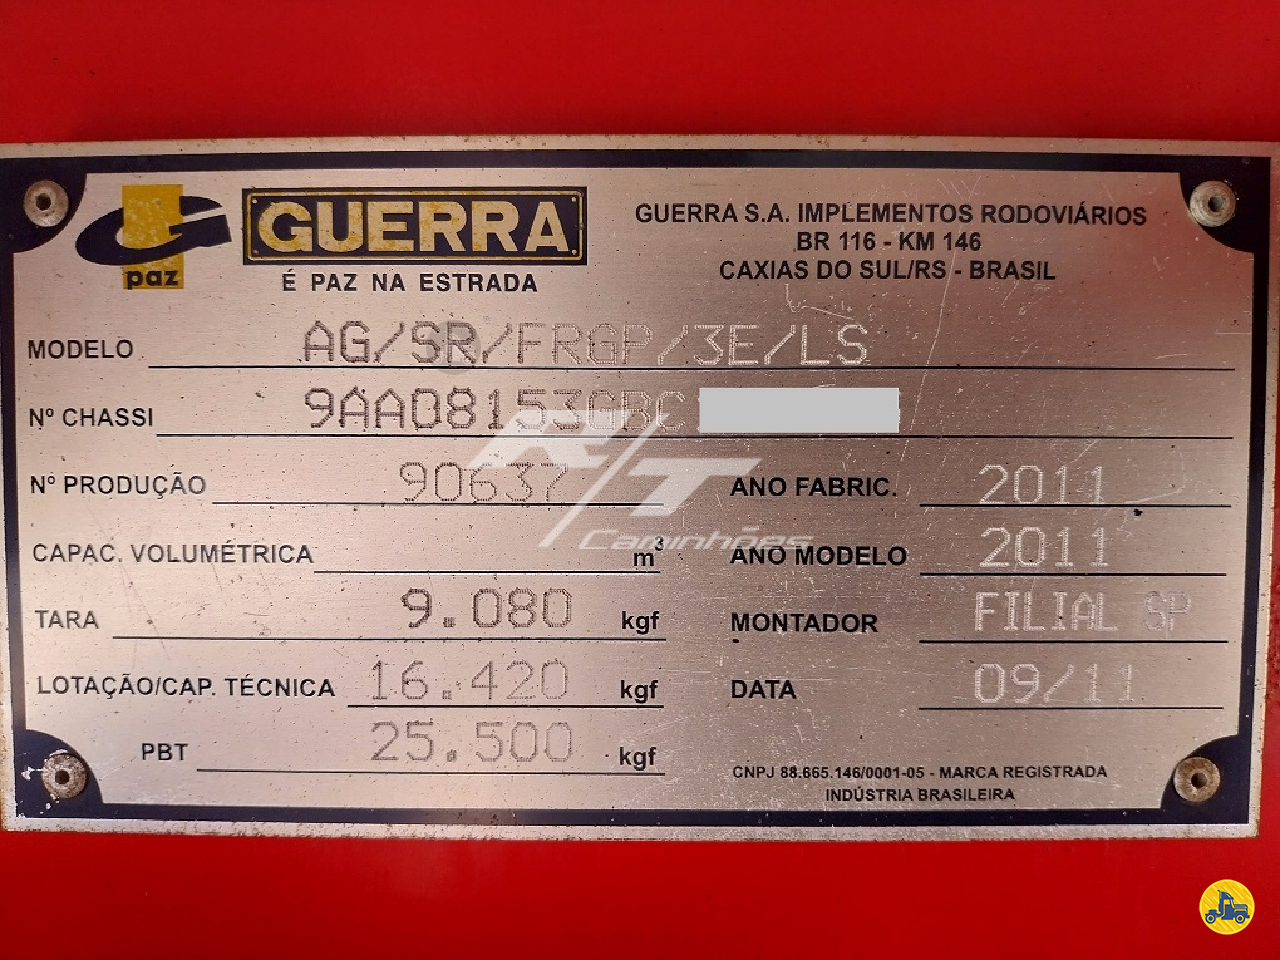 paz
GUERRA
É PAZ NA ESTRADA
GUERRA S.A. IMPLEMENTOS RODOVIÁRIOS
BR 116 - KM 146
CAXIAS DO SUL/RS - BRASIL
MODELO AG/SR/FRGP/3E/LS
Nº CHASSI 9AAD8153GBC
Nº PRODUÇÃO 90637 ANO FABRIC. 2011
R/T
Caminhões
CAPAC. VOLUMÉTRICA m³ ANO MODELO 2011
TARA 9.080 kgf MONTADOR FILIAL SP
LOTAÇÃO/CAP. TÉCNICA 16.420 kgf DATA 09/11
PBT 25.500 kgf
CNPJ 88.665.146/0001-05 - MARCA REGISTRADA
INDÚSTRIA BRASILEIRA